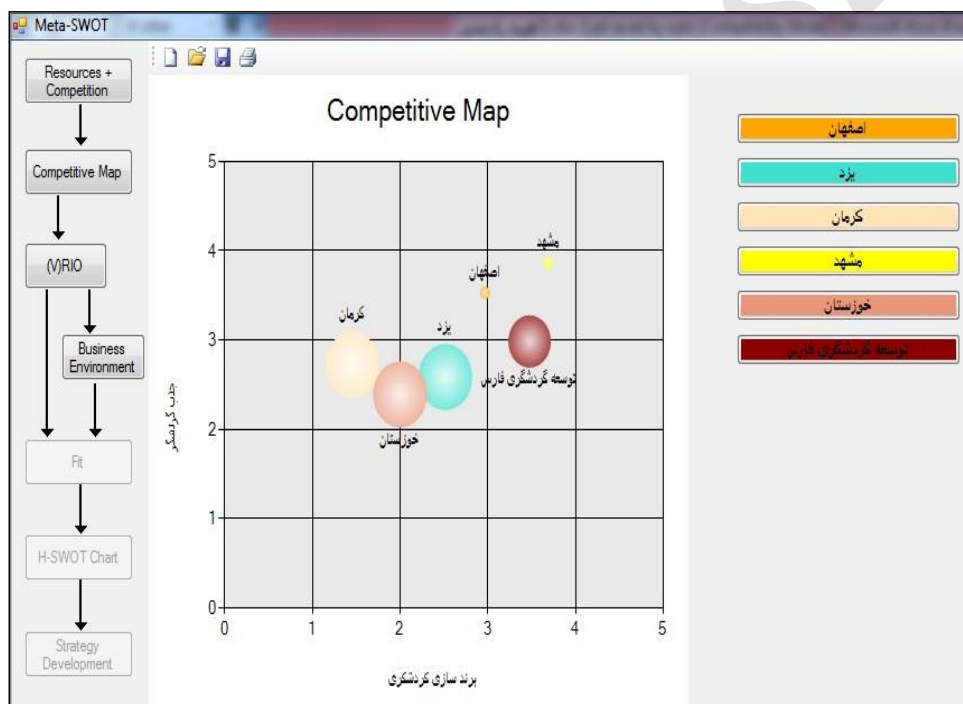 Meta-SWOT
Resources +
Competition
Competitive Map
(V)RIO
Business
Environment
Fit
H-SWOT Chart
Strategy
Development
Competitive Map
5
4
3
2
1
0
0 1 2 3 4 5
جذب گردشگر
برند سازی گردشگری
مشهد
اصفهان
کرمان
یزد
توسعه گردشگری فارس
خوزستان
اصفهان
یزد
کرمان
مشهد
خوزستان
توسعه گردشگری فارس